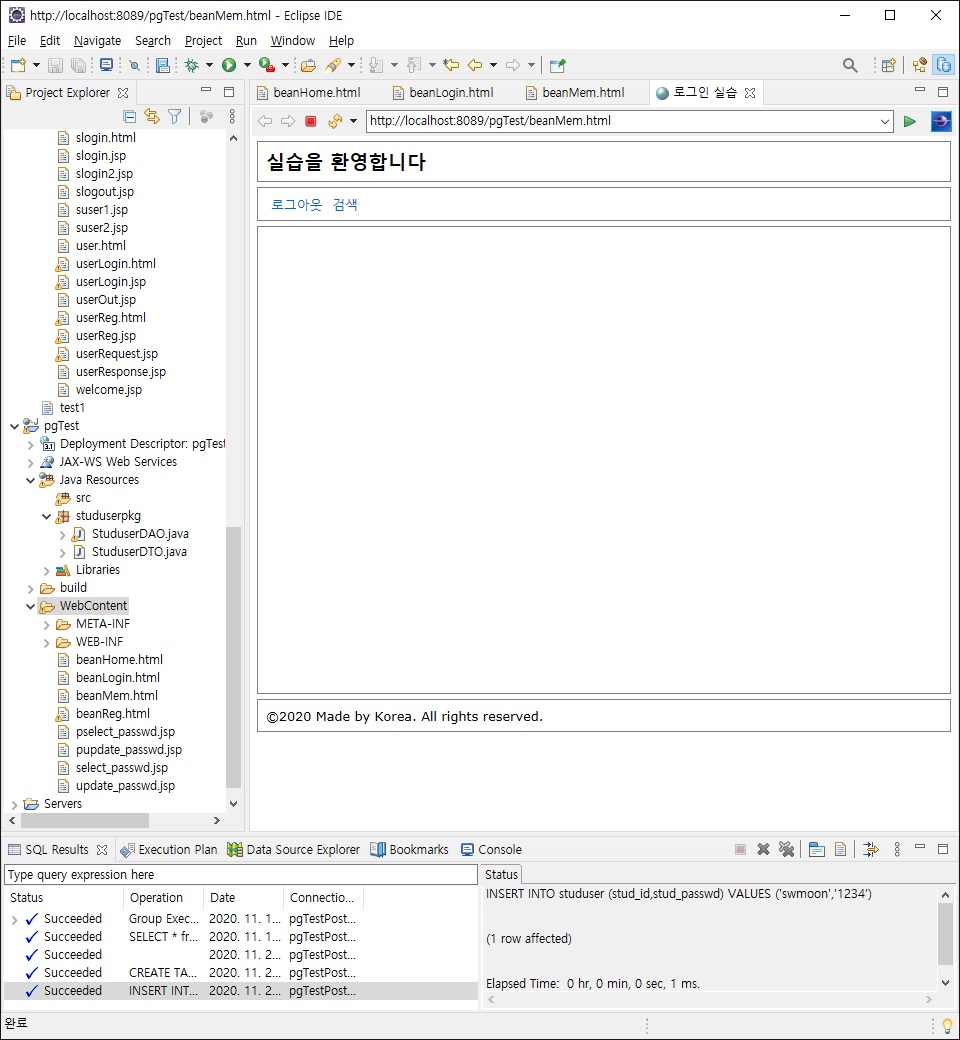 http://localhost:8089/pgTest/beanMem.html - Eclipse IDE
File Edit Navigate Search Project Run Window Help
Project Explorer
slogin.html
slogin.jsp
slogin2.jsp
slogout.jsp
suser1.jsp
suser2.jsp
user.html
userLogin.html
userLogin.jsp
userOut.jsp
userReg.html
userReg.jsp
userRequest.jsp
userResponse.jsp
welcome.jsp
test1
pgTest
Deployment Descriptor: pgTest
JAX-WS Web Services
Java Resources
src
studuserpkg
StuduserDAO.java
StuduserDTO.java
Libraries
build
WebContent
META-INF
WEB-INF
beanHome.html
beanLogin.html
beanMem.html
beanReg.html
pselect_passwd.jsp
pupdate_passwd.jsp
select_passwd.jsp
update_passwd.jsp
Servers
beanHome.html beanLogin.html beanMem.html 로그인 실습
http://localhost:8089/pgTest/beanMem.html
실습을 환영합니다
로그아웃 검색
©2020 Made by Korea. All rights reserved.
SQL Results Execution Plan Data Source Explorer Bookmarks Console
Type query expression here
Status Operation Date Connectio...
Succeeded Group Exec... 2020. 11. 1... pgTestPost...
Succeeded SELECT * fr... 2020. 11. 1... pgTestPost...
Succeeded 2020. 11. 2... pgTestPost...
Succeeded CREATE TA... 2020. 11. 2... pgTestPost...
Succeeded INSERT INT... 2020. 11. 2... pgTestPost...
Status
INSERT INTO studuser (stud_id,stud_passwd) VALUES ('swmoon','1234')
(1 row affected)
Elapsed Time:  0 hr, 0 min, 0 sec, 1 ms.
완료